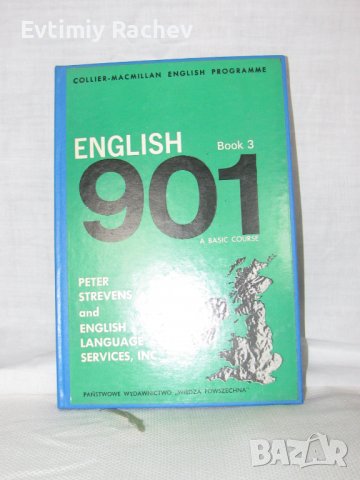 Evtimiy Rachev
COLLIER-MACMILLAN ENGLISH PROGRAMME
ENGLISH Book 3
901
A BASIC COURSE
PETER
STREVENS
and
ENGLISH
LANGUAGE
SERVICES, INC
PAŃSTWOWE WYDAWNICTWO „WIEDZA POWSZECHNA”
BAZAR